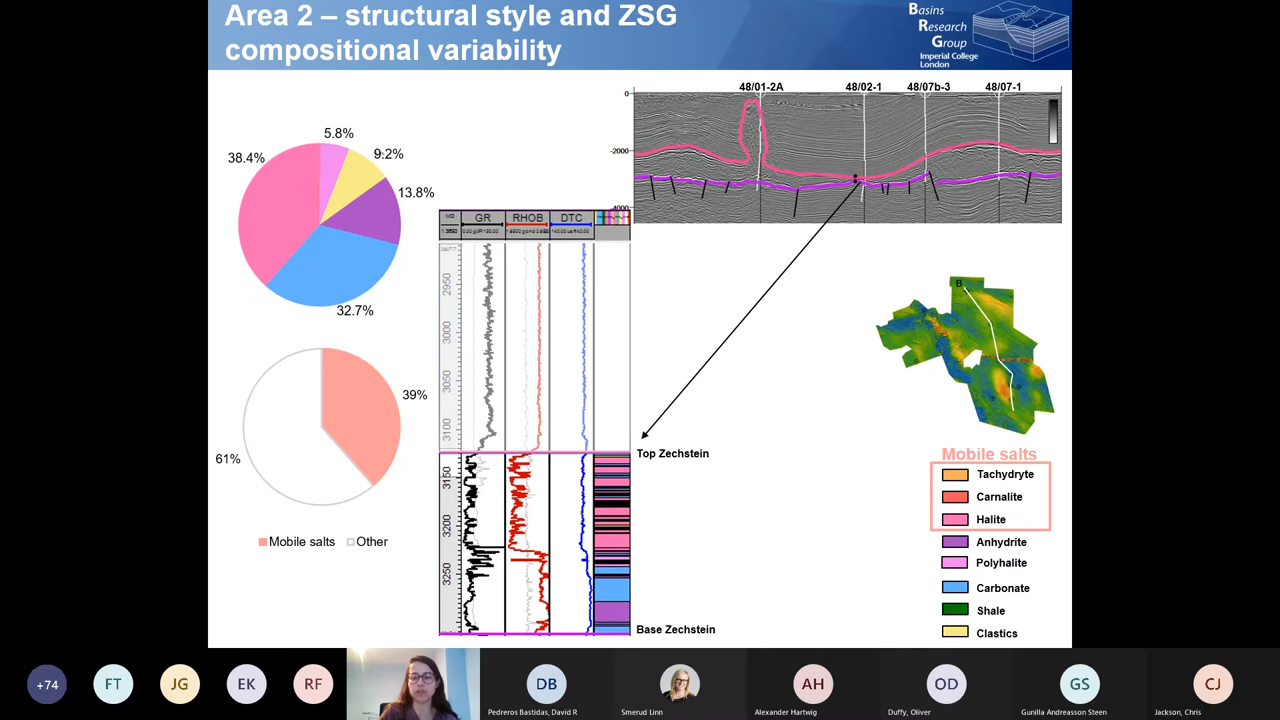 Area 2 – structural style and ZSG
compositional variability
Basins
Research
Group
Imperial College
London
48/01-2A
48/02-1
48/07b-3
48/07-1
0
-2000
-4000
5.8%
9.2%
13.8%
32.7%
38.4%
39%
61%
Mobile salts
Other
MD
GR
RHOB
DTC
2950
3000
3050
3100
3150
3200
3250
Top Zechstein
Base Zechstein
B
Mobile salts
Tachydryte
Carnalite
Halite
Anhydrite
Polyhalite
Carbonate
Shale
Clastics
+74
FT
JG
EK
RF
DB
Pedreros Bastidas, David R
Smerud Linn
AH
Alexander Hartwig
OD
Duffy, Oliver
GS
Gunilla Andreasson Steen
CJ
Jackson, Chris